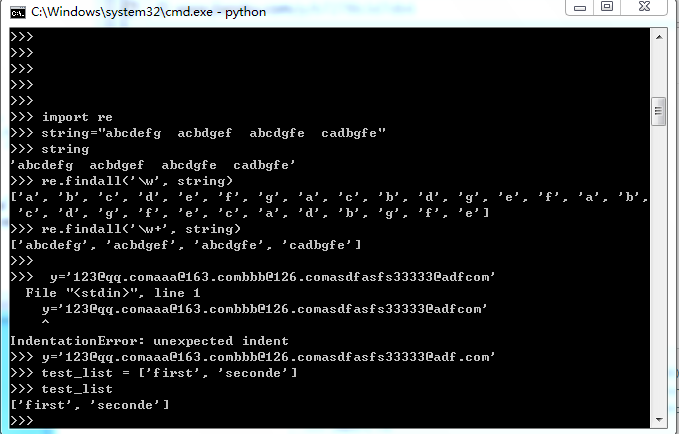 C:\Windows\system32\cmd.exe - python
>>>
>>>
>>>
>>>
>>>
>>> import re
>>> string="abcdefg  acbdgef  abcdgfe  cadbgfe"
>>> string
'abcdefg  acbdgef  abcdgfe  cadbgfe'
>>> re.findall('\w', string)
['a', 'b', 'c', 'd', 'e', 'f', 'g', 'a', 'c', 'b', 'd', 'g', 'e', 'f', 'a', 'b',
 'c', 'd', 'g', 'f', 'e', 'c', 'a', 'd', 'b', 'g', 'f', 'e']
>>> re.findall('\w+', string)
['abcdefg', 'acbdgef', 'abcdgfe', 'cadbgfe']
>>>
>>>  y='123@qq.comaaa@163.combbb@126.comasdfasfs33333@adfcom'
  File "<stdin>", line 1
    y='123@qq.comaaa@163.combbb@126.comasdfasfs33333@adfcom'
    ^
IndentationError: unexpected indent
>>> y='123@qq.comaaa@163.combbb@126.comasdfasfs33333@adf.com'
>>> test_list = ['first', 'seconde']
>>> test_list
['first', 'seconde']
>>>